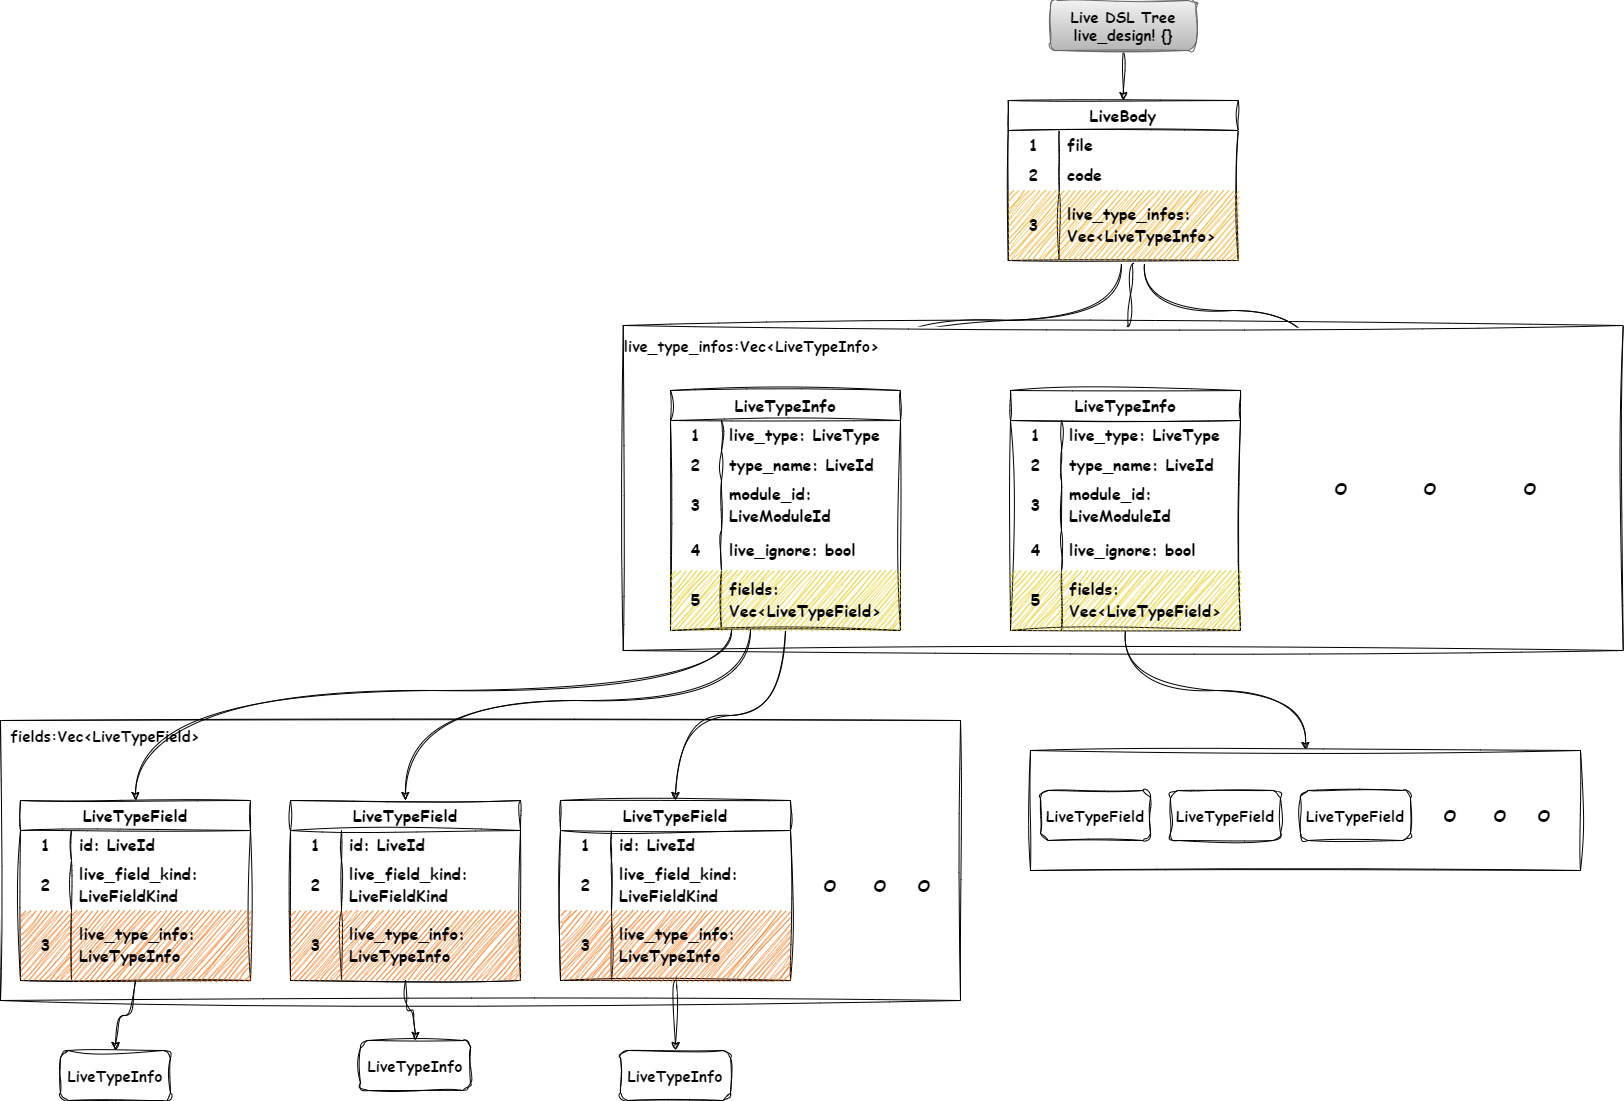 Live DSL Tree
live_design! {}
LiveBody
1 file
2 code
3 live_type_infos:
Vec<LiveTypeInfo>
live_type_infos:Vec<LiveTypeInfo>
LiveTypeInfo
1 live_type: LiveType
2 type_name: LiveId
3 module_id:
LiveModuleId
4 live_ignore: bool
5 fields:
Vec<LiveTypeField>
LiveTypeInfo
1 live_type: LiveType
2 type_name: LiveId
3 module_id:
LiveModuleId
4 live_ignore: bool
5 fields:
Vec<LiveTypeField>
fields:Vec<LiveTypeField>
LiveTypeField
1 id: LiveId
2 live_field_kind:
LiveFieldKind
3 live_type_info:
LiveTypeInfo
LiveTypeField
1 id: LiveId
2 live_field_kind:
LiveFieldKind
3 live_type_info:
LiveTypeInfo
LiveTypeField
1 id: LiveId
2 live_field_kind:
LiveFieldKind
3 live_type_info:
LiveTypeInfo
LiveTypeField
LiveTypeField
LiveTypeField
LiveTypeInfo
LiveTypeInfo
LiveTypeInfo